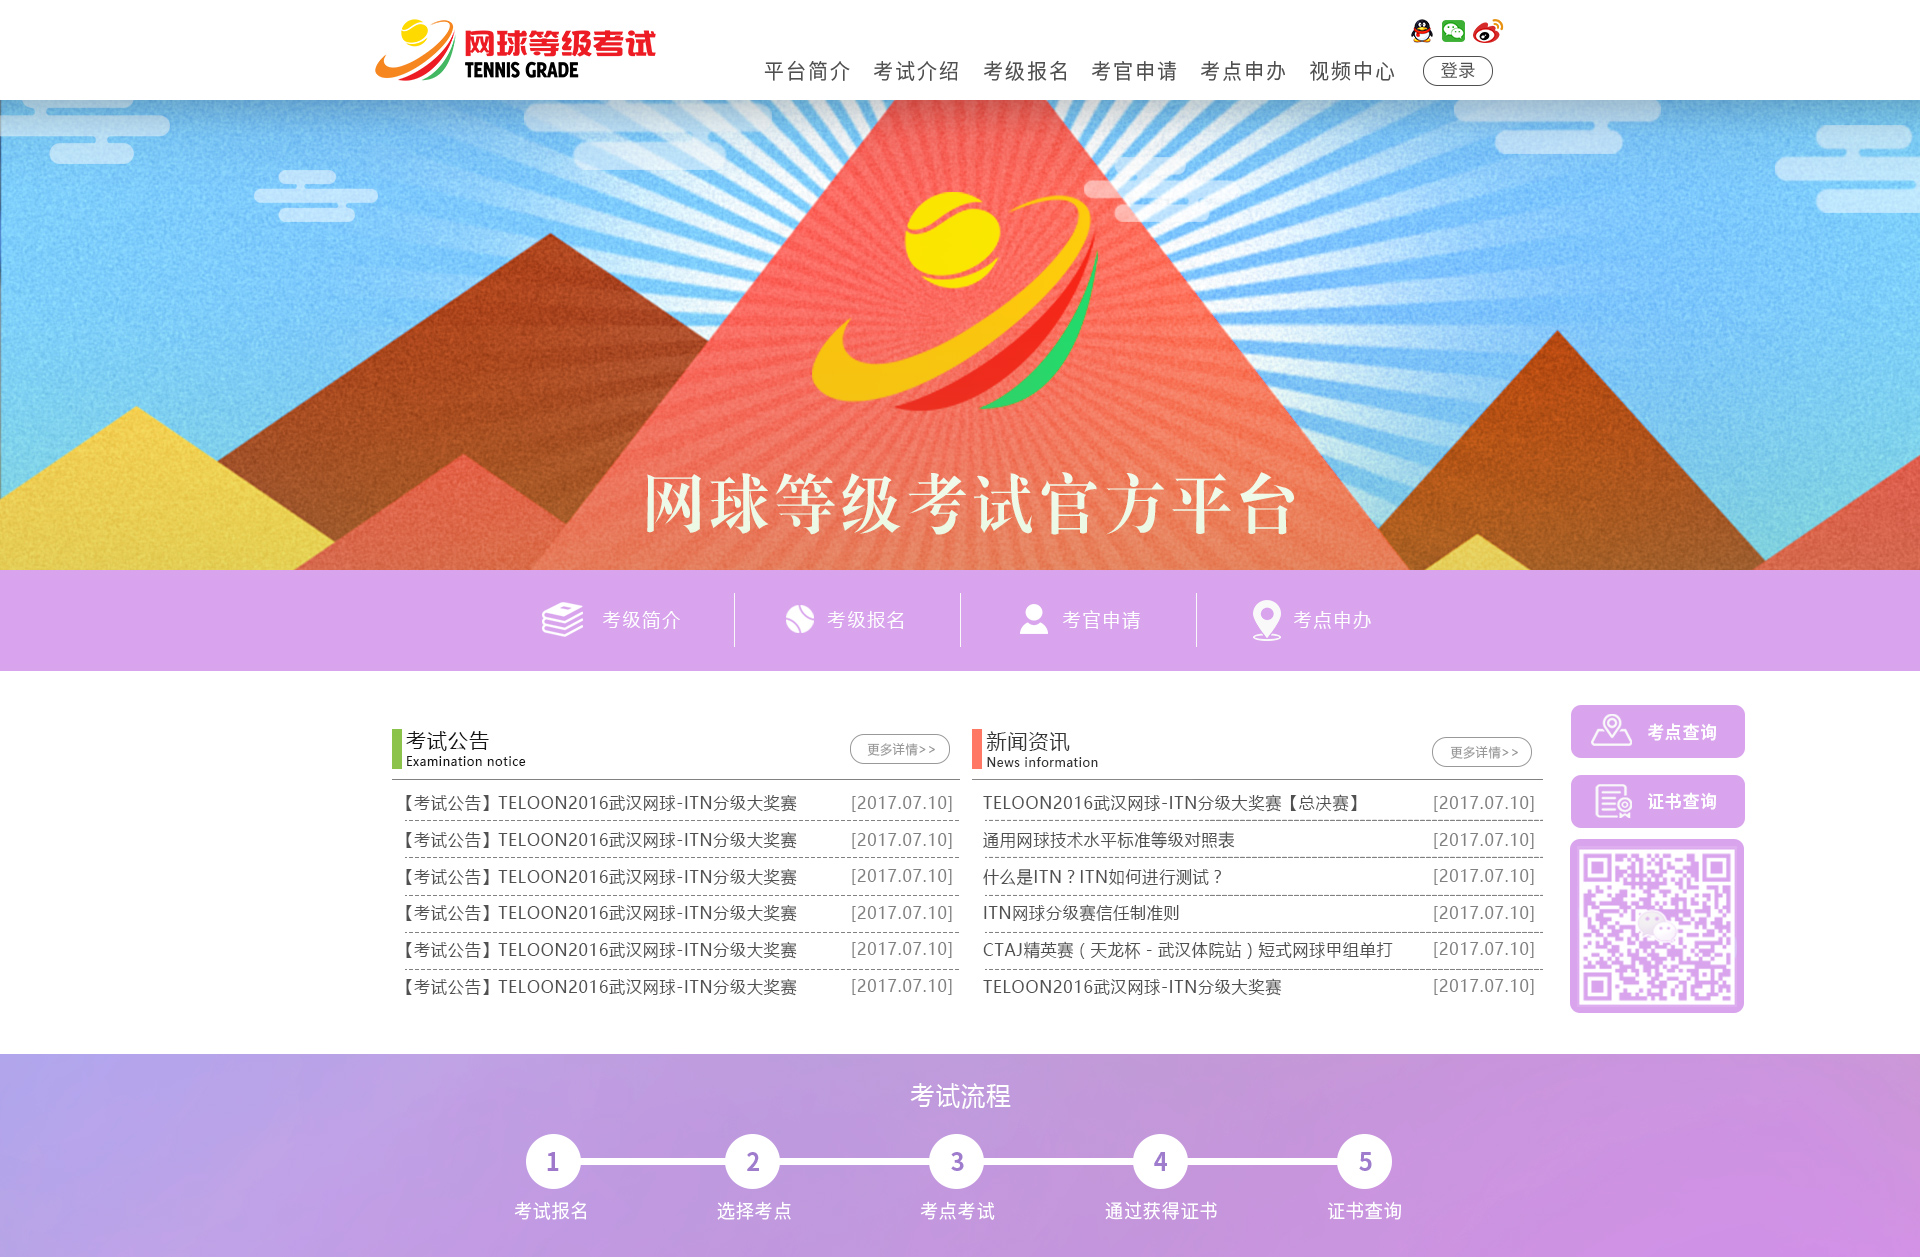 网球等级考试
TENNIS GRADE
平台简介 考试介绍 考级报名 考官申请 考点申办 视频中心 登录
网球等级考试官方平台
考级简介 考级报名 考官申请 考点申办
考试公告
Examination notice
更多详情>>
【考试公告】TELOON2016武汉网球-ITN分级大奖赛 [2017.07.10]
【考试公告】TELOON2016武汉网球-ITN分级大奖赛 [2017.07.10]
【考试公告】TELOON2016武汉网球-ITN分级大奖赛 [2017.07.10]
【考试公告】TELOON2016武汉网球-ITN分级大奖赛 [2017.07.10]
【考试公告】TELOON2016武汉网球-ITN分级大奖赛 [2017.07.10]
【考试公告】TELOON2016武汉网球-ITN分级大奖赛 [2017.07.10]
新闻资讯
News information
更多详情>>
TELOON2016武汉网球-ITN分级大奖赛【总决赛】 [2017.07.10]
通用网球技术水平标准等级对照表 [2017.07.10]
什么是ITN？ITN如何进行测试？ [2017.07.10]
ITN网球分级赛信任制准则 [2017.07.10]
CTAJ精英赛（天龙杯－武汉体院站）短式网球甲组单打 [2017.07.10]
TELOON2016武汉网球-ITN分级大奖赛 [2017.07.10]
考点查询
证书查询
考试流程
1 2 3 4 5
考试报名 选择考点 考点考试 通过获得证书 证书查询